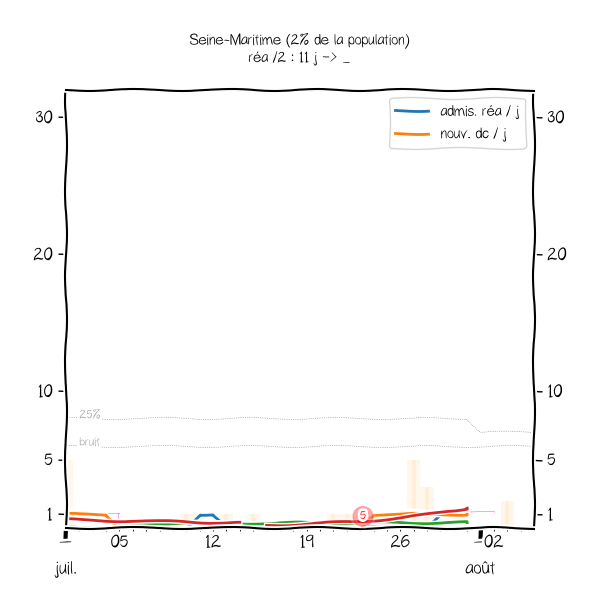 Seine-Maritime (2% de la population)
réa /2 : 11 j -> _
admis. réa / j
nouv. dc / j
30
30
20
20
10
10
25%
bruit
5
5
1
1
5
05
12
19
26
02
juil.
août